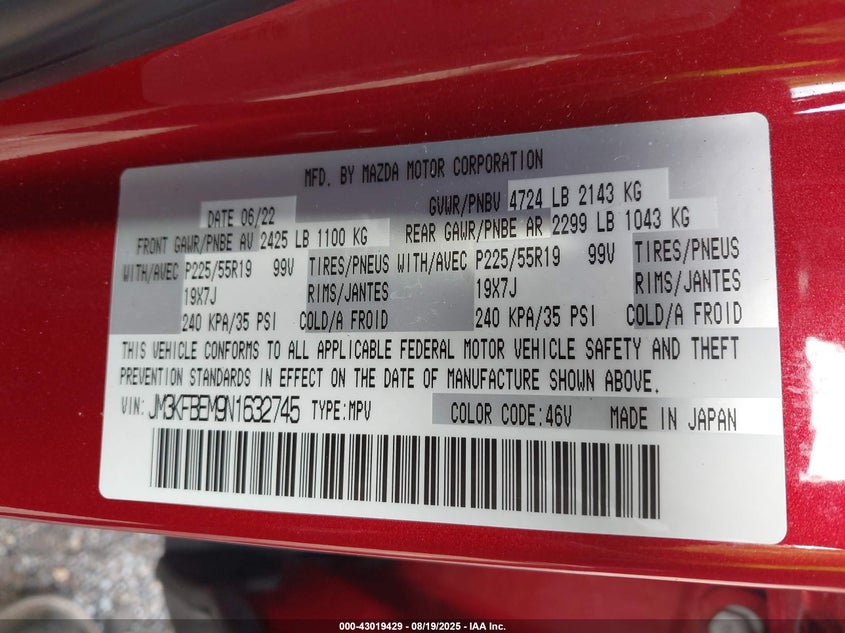 MFD. BY MAZDA MOTOR CORPORATION
DATE 06/22 GVWR/PNBV 4724 LB 2143 KG
FRONT GAWR/PNBE AV 2425 LB 1100 KG REAR GAWR/PNBE AR 2299 LB 1043 KG
WITH/AVEC P225/55R19 99V TIRES/PNEUS WITH/AVEC P225/55R19 99V TIRES/PNEUS
19X7J RIMS/JANTES 19X7J RIMS/JANTES
240 KPA/35 PSI COLD/A FROID 240 KPA/35 PSI COLD/A FROID
THIS VEHICLE CONFORMS TO ALL APPLICABLE FEDERAL MOTOR VEHICLE SAFETY AND THEFT
PREVENTION STANDARDS IN EFFECT ON THE DATE OF MANUFACTURE SHOWN ABOVE.
VIN: JM3KFBEM9N1632745 TYPE:MPV COLOR CODE:46V MADE IN JAPAN
000-43019429 - 08/19/2025 - IAA Inc.